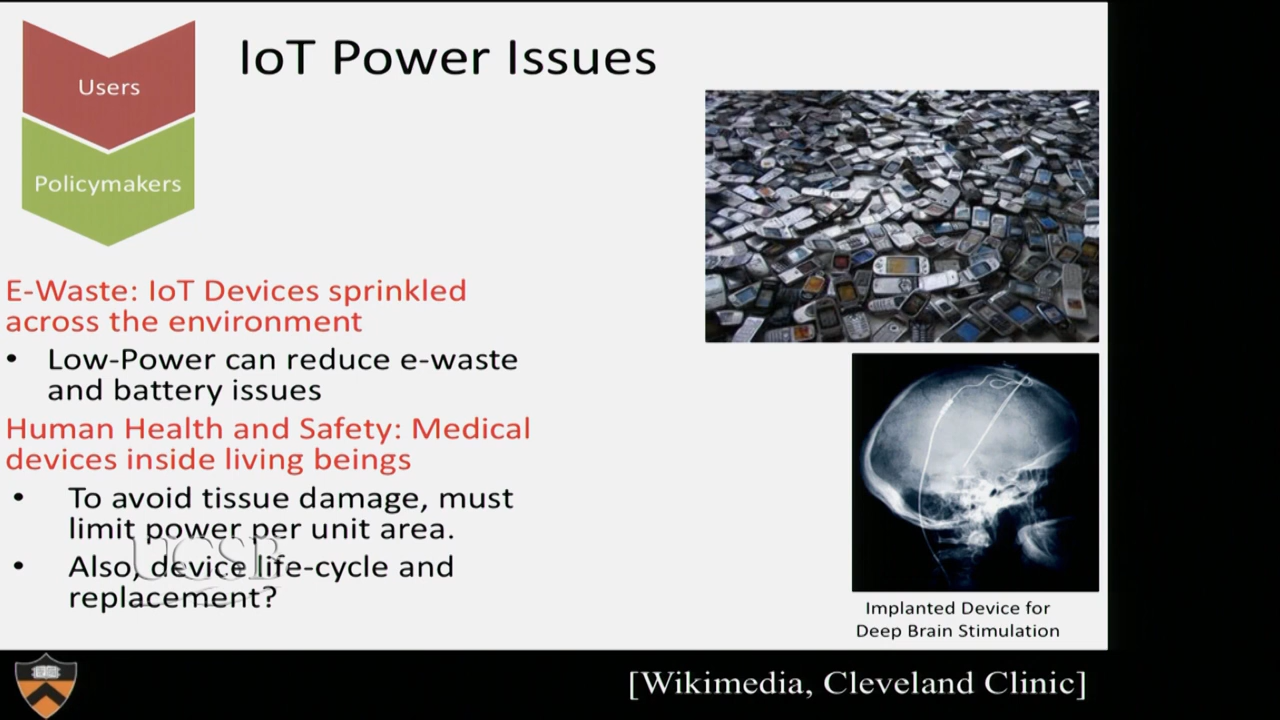 IoT Power Issues
Users
Policymakers
E-Waste: IoT Devices sprinkled
across the environment
• Low-Power can reduce e-waste
and battery issues
Human Health and Safety: Medical
devices inside living beings
• To avoid tissue damage, must
limit power per unit area.
• Also, device life-cycle and
replacement?
UCSB
Implanted Device for
Deep Brain Stimulation
[Wikimedia, Cleveland Clinic]